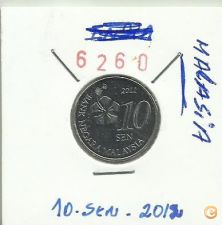 6260
MALASIA
2012
BANK NEGARA MALAYSIA
10
SEN
10-SEN-2012